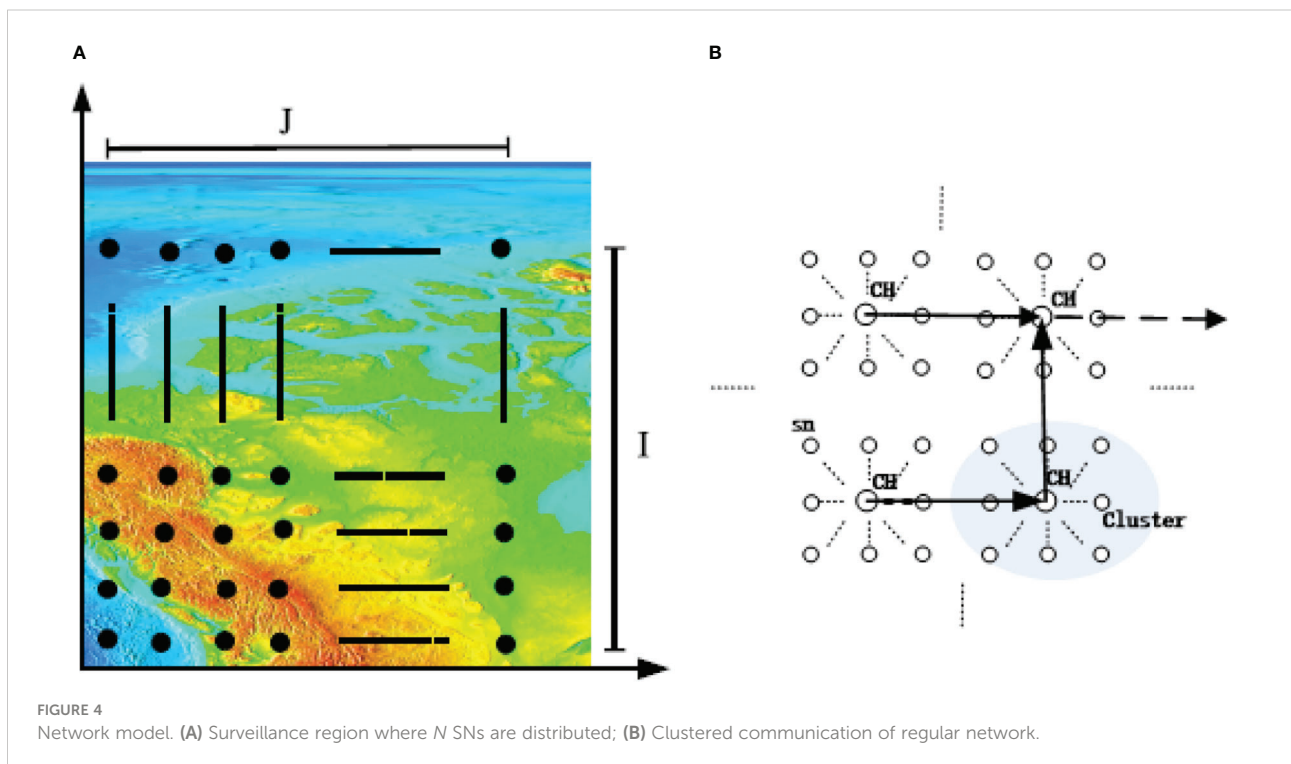 A
B
J
I
CH
CH
sn
CH
CH
Cluster
FIGURE 4
Network model. (A) Surveillance region where N SNs are distributed; (B) Clustered communication of regular network.